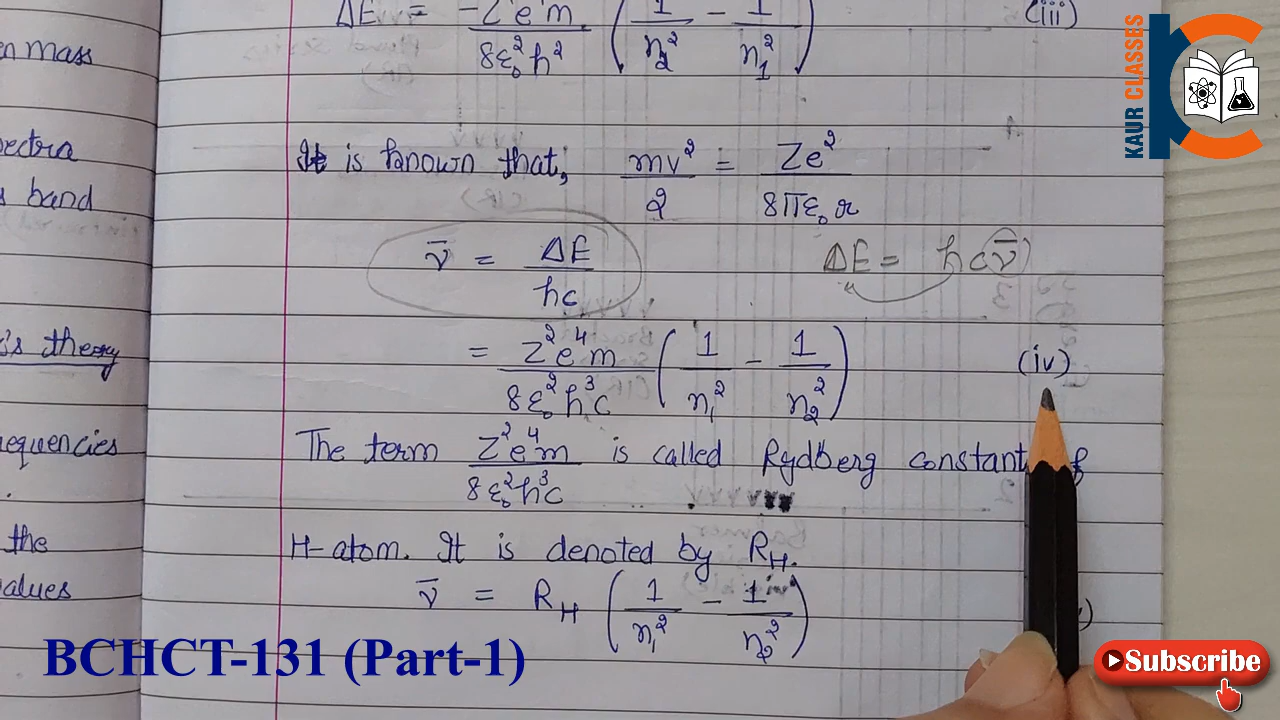 ΔE = -Z²e⁴m / 8ε₀²h² (1/n₂² - 1/n₁²) (iii)
en mass
It is known that, mv²/2 = Ze²/8πε₀r
ectra
s band
ν̄ = ΔE/hc ΔE = hcν̄
's theory
= Z²e⁴m / 8ε₀²h³c (1/n₁² - 1/n₂²) (iv)
equencies
The term Z²e⁴m / 8ε₀²h³c is called Rydberg constant of
the
H-atom. It is denoted by R_H.
alues
ν̄ = R_H (1/n₁² - 1/n₂²)
KAUR CLASSES
BCHCT-131 (Part-1)
Subscribe